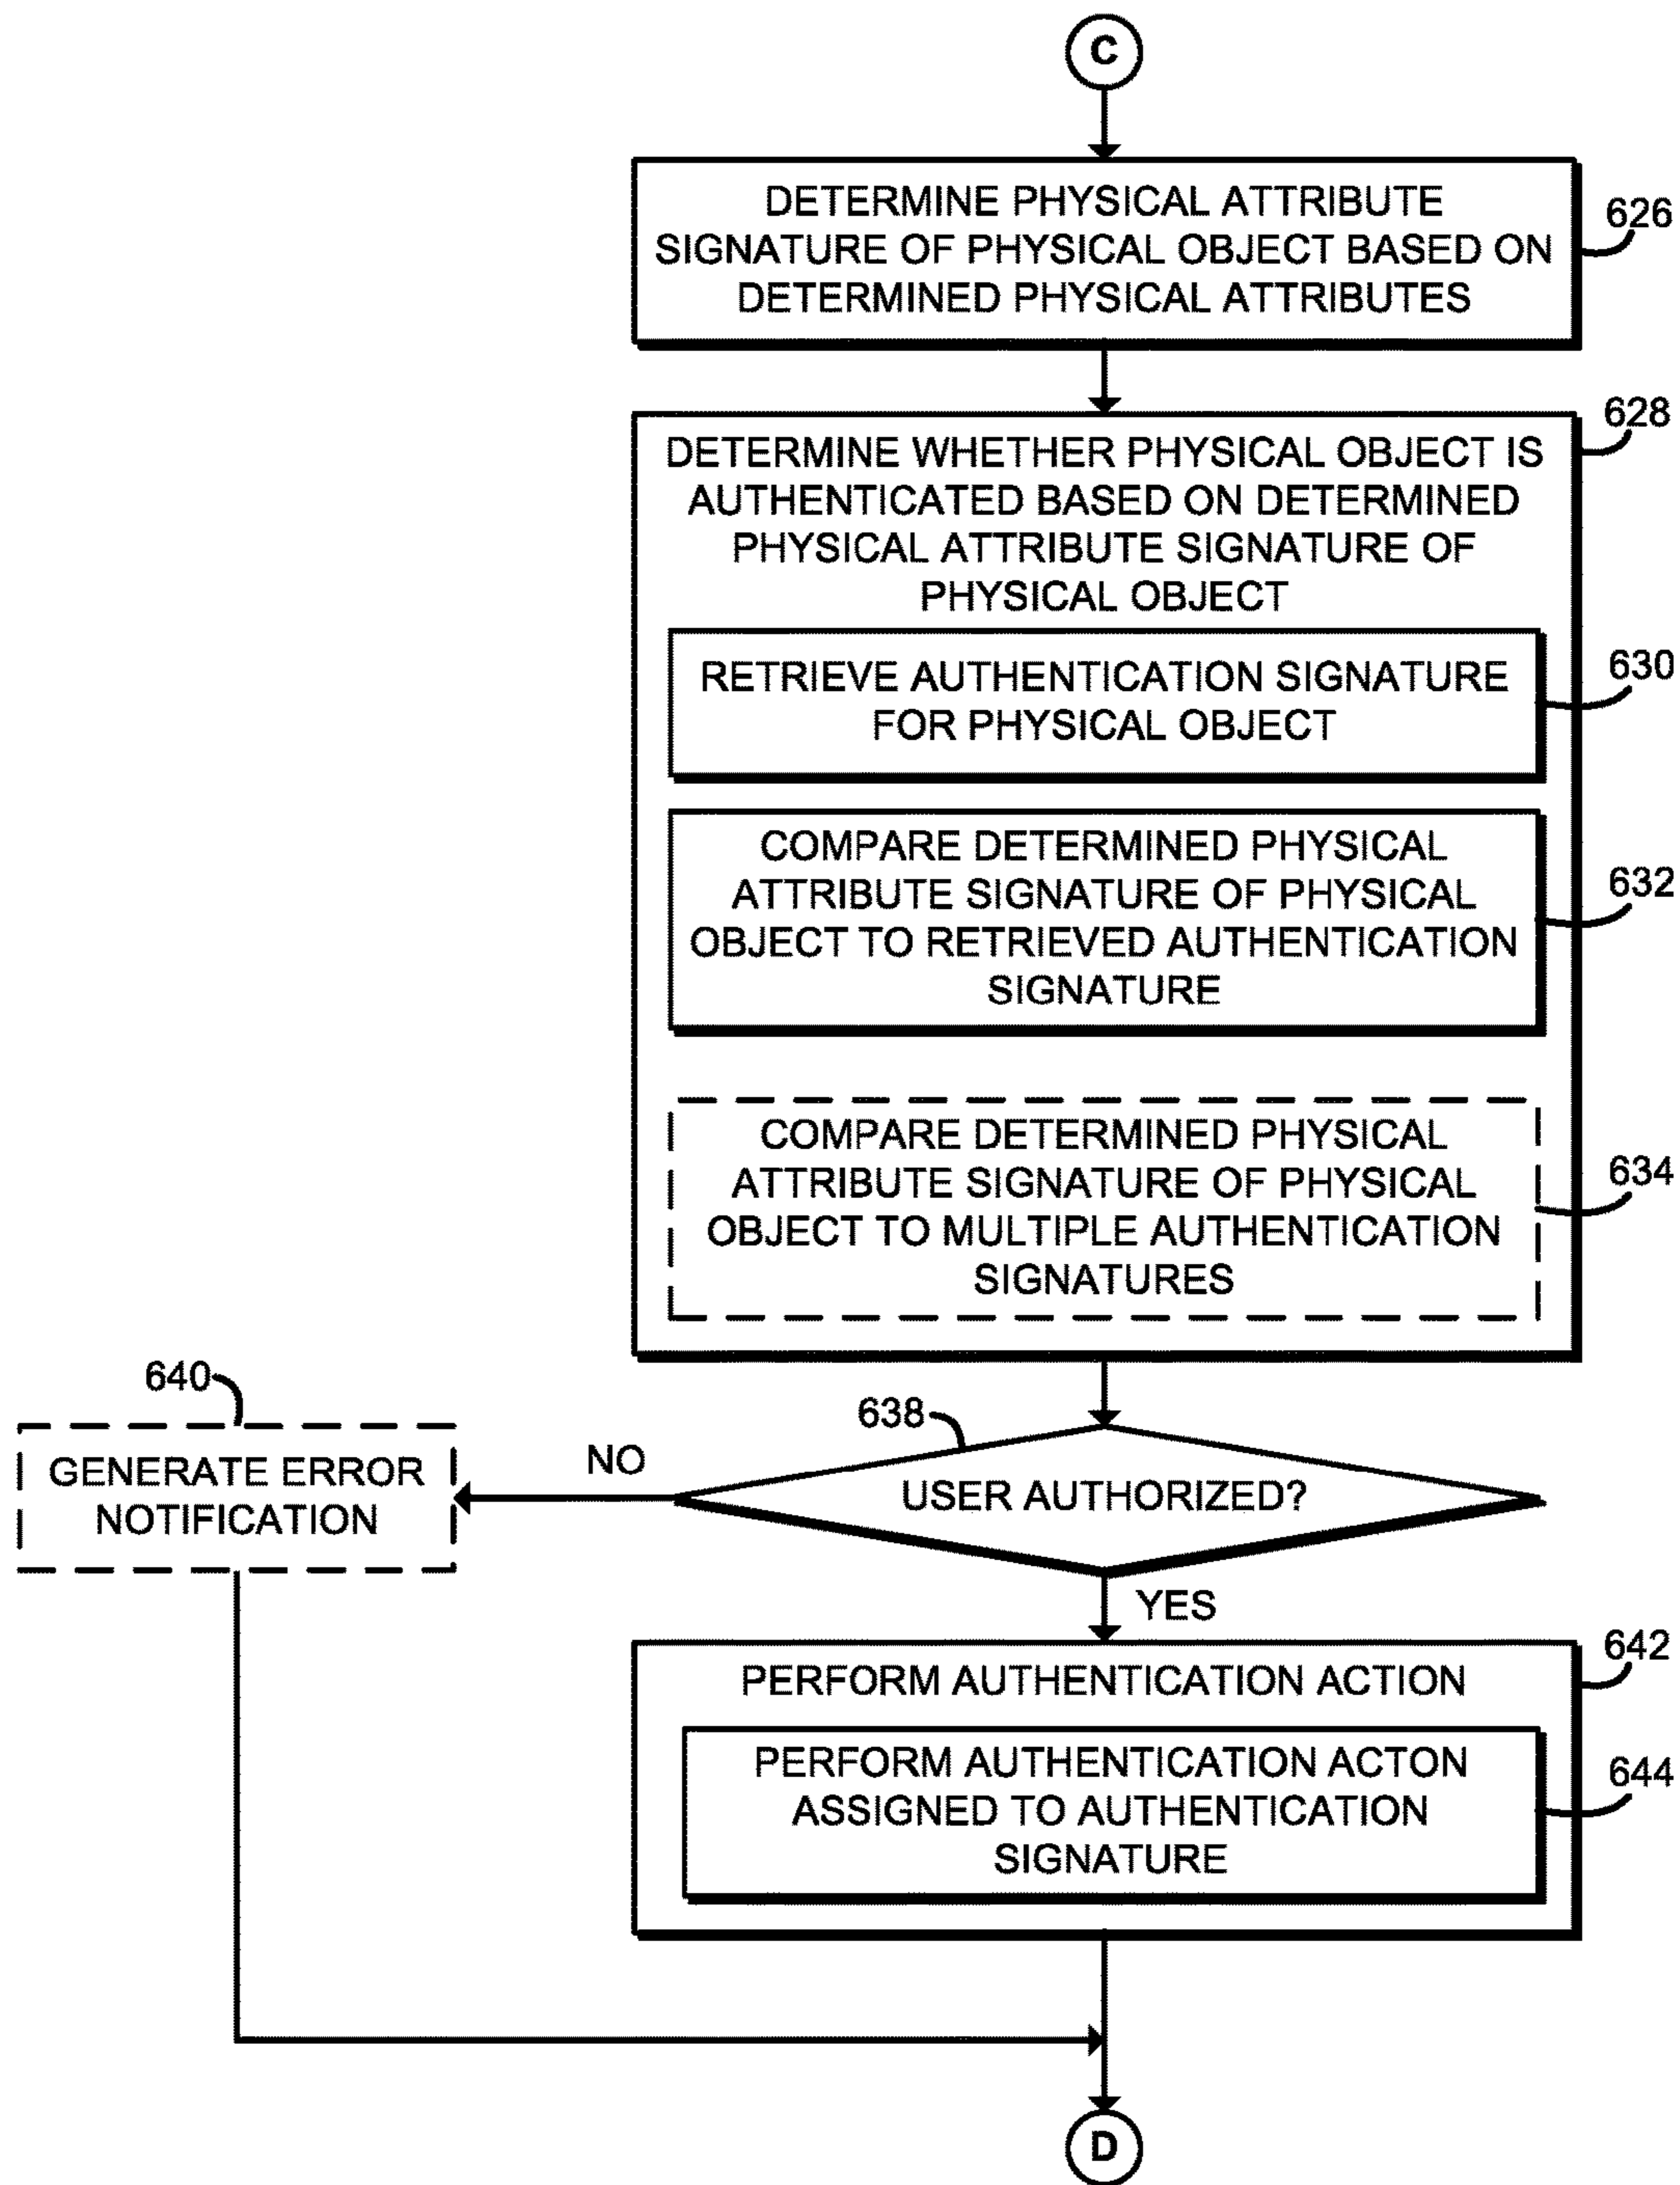 C
DETERMINE PHYSICAL ATTRIBUTE
SIGNATURE OF PHYSICAL OBJECT BASED ON
DETERMINED PHYSICAL ATTRIBUTES
626
628
DETERMINE WHETHER PHYSICAL OBJECT IS
AUTHENTICATED BASED ON DETERMINED
PHYSICAL ATTRIBUTE SIGNATURE OF
PHYSICAL OBJECT
RETRIEVE AUTHENTICATION SIGNATURE
FOR PHYSICAL OBJECT
630
COMPARE DETERMINED PHYSICAL
ATTRIBUTE SIGNATURE OF PHYSICAL
OBJECT TO RETRIEVED AUTHENTICATION
SIGNATURE
632
COMPARE DETERMINED PHYSICAL
ATTRIBUTE SIGNATURE OF PHYSICAL
OBJECT TO MULTIPLE AUTHENTICATION
SIGNATURES
634
640
GENERATE ERROR
NOTIFICATION
NO
638
USER AUTHORIZED?
YES
642
PERFORM AUTHENTICATION ACTION
PERFORM AUTHENTICATION ACTON
ASSIGNED TO AUTHENTICATION
SIGNATURE
644
D